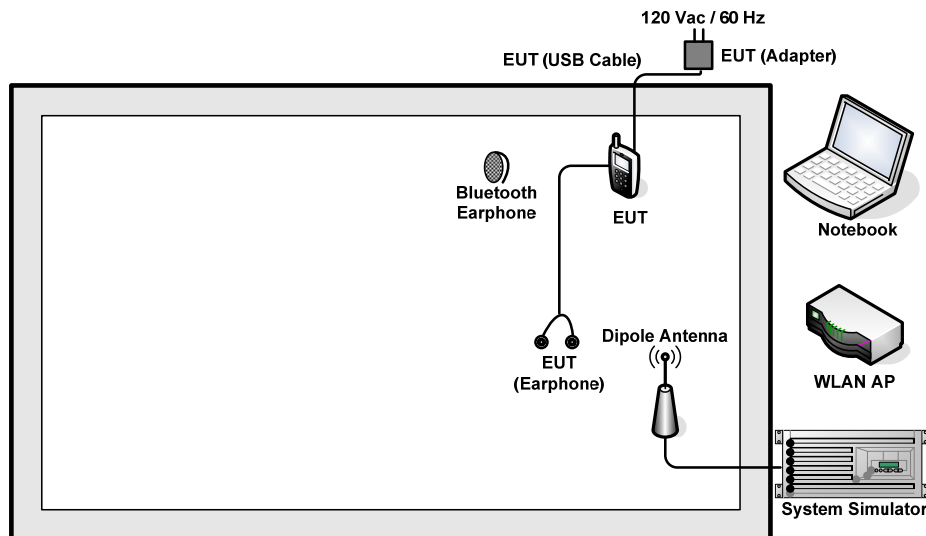 120 Vac / 60 Hz
EUT (USB Cable)
EUT (Adapter)
Bluetooth
Earphone
EUT
Notebook
Dipole Antenna
EUT
(Earphone)
WLAN AP
System Simulator